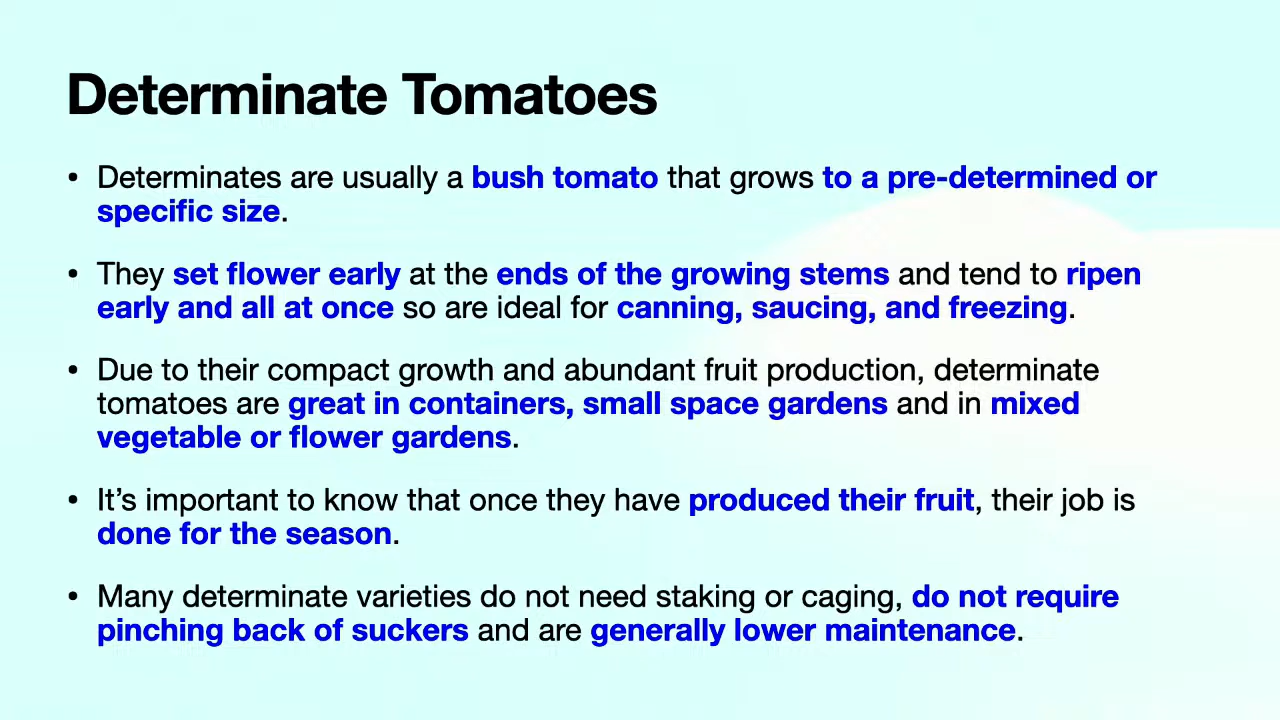 Determinate Tomatoes
• Determinates are usually a bush tomato that grows to a pre-determined or
specific size.
• They set flower early at the ends of the growing stems and tend to ripen
early and all at once so are ideal for canning, saucing, and freezing.
• Due to their compact growth and abundant fruit production, determinate
tomatoes are great in containers, small space gardens and in mixed
vegetable or flower gardens.
• It’s important to know that once they have produced their fruit, their job is
done for the season.
• Many determinate varieties do not need staking or caging, do not require
pinching back of suckers and are generally lower maintenance.